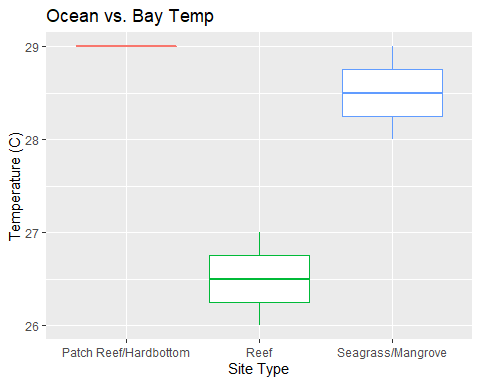 Ocean vs. Bay Temp
29
28
27
26
Temperature (C)
Patch Reef/Hardbottom Reef Seagrass/Mangrove
Site Type